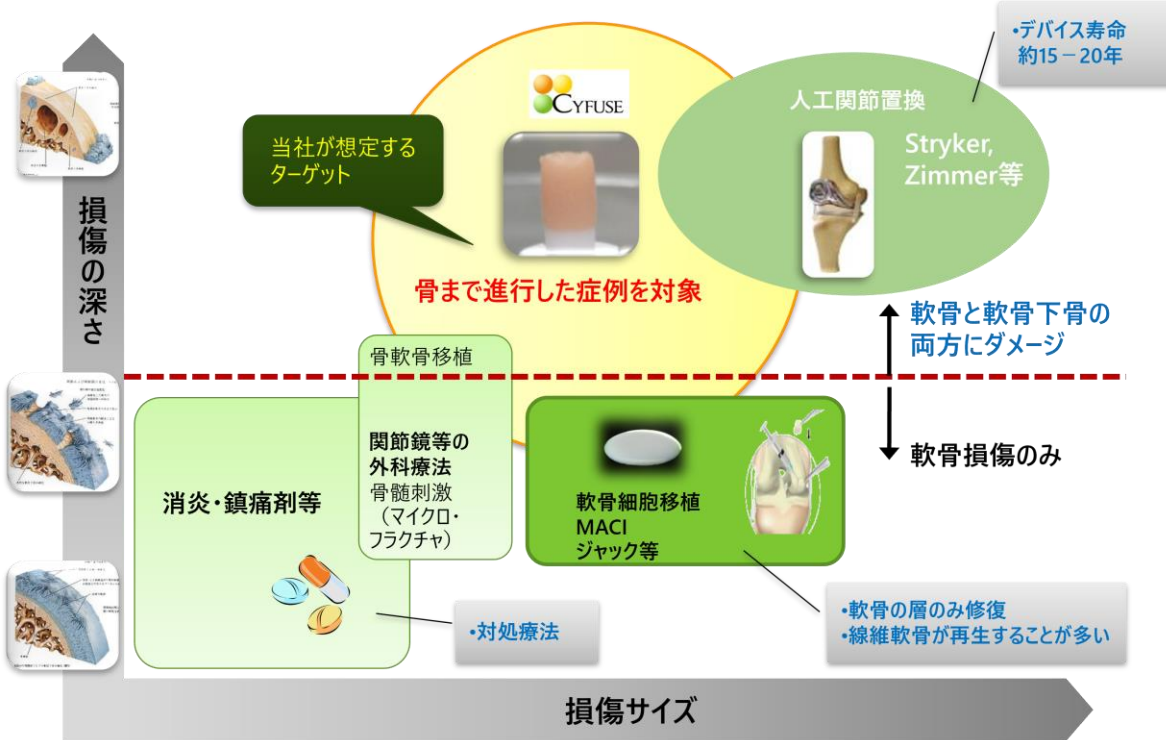 •デバイス寿命
約15－20年
CYFUSE
人工関節置換
Stryker,
Zimmer等
当社が想定する
ターゲット
損傷の深さ
骨まで進行した症例を対象
軟骨と軟骨下骨の
両方にダメージ
骨軟骨移植
関節鏡等の
外科療法
骨髄刺激
（マイクロ・
フラクチャ）
軟骨損傷のみ
消炎・鎮痛剤等
軟骨細胞移植
MACI
ジャック等
•対処療法
•軟骨の層のみ修復
•線維軟骨が再生することが多い
損傷サイズ